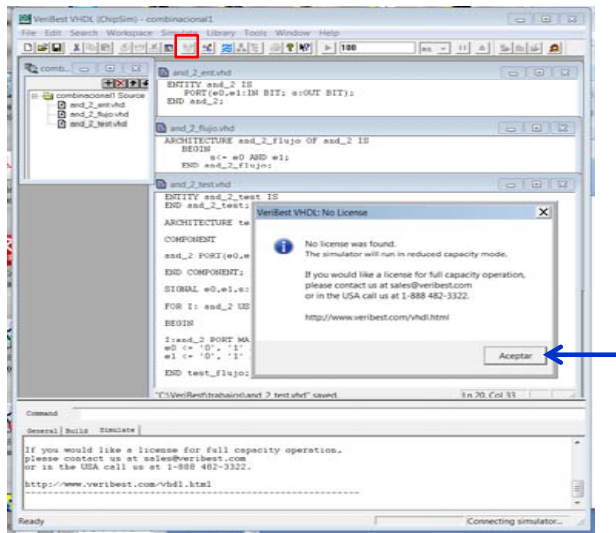 VeriBest VHDL (ChipSim) - combinacional1
File Edit Search Workspace Simulate Library Tools Window Help
100
ns
comb...
combinacional1 Source
and_2_ent.vhd
and_2_flujo.vhd
and_2_test.vhd
and_2_ent.vhd
ENTITY and_2 IS
PORT(e0,e1:IN BIT; s:OUT BIT);
END and_2;
and_2_flujo.vhd
ARCHITECTURE and_2_flujo OF and_2 IS
BEGIN
s<= e0 AND e1;
END and_2_flujo;
and_2_test.vhd
ENTITY and_2_test IS
END and_2_test;
ARCHITECTURE te
COMPONENT
and_2 PORT(e0,e
END COMPONENT;
SIGNAL e0,e1,s:
FOR I: and_2 US
BEGIN
I:and_2 PORT MA
e0 <= '0', '1'
e1 <= '0', '1'
END test_flujo;
VeriBest VHDL: No License
No license was found.
The simulator will run in reduced capacity mode.
If you would like a license for full capacity operation,
please contact us at sales@veribest.com
or in the USA call us at 1-888 482-3322.
http://www.veribest.com/vhdl.html
Aceptar
"C:\VeriBest\trabajos\and_2_test.vhd" saved. Ln 20, Col 33
Command
General Build Simulate
If you would like a license for full capacity operation,
please contact us at sales@veribest.com
or in the USA call us at 1-888 482-3322.
http://www.veribest.com/vhdl.html
Ready Connecting simulator...